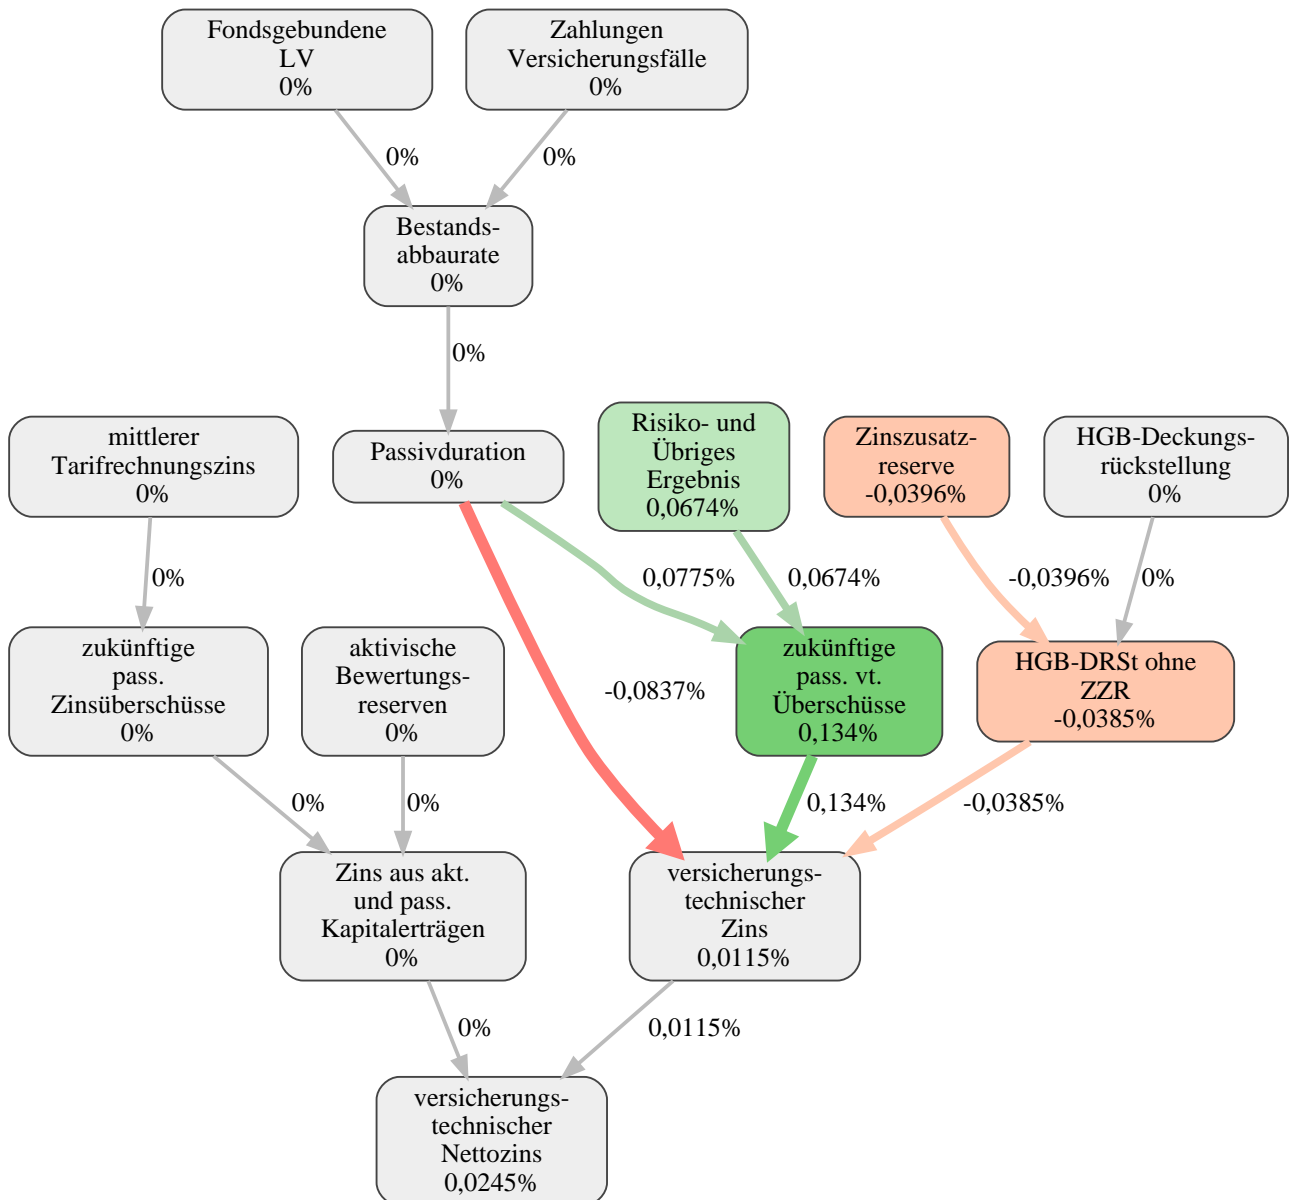 Fondsgebundene
LV
0%
Zahlungen
Versicherungsfälle
0%
0%
0%
Bestands-
abbaurate
0%
0%
mittlerer
Tarifrechnungszins
0%
Passivduration
0%
Risiko- und
Übriges
Ergebnis
0,0674%
Zinszusatz-
reserve
-0,0396%
HGB-Deckungs-
rückstellung
0%
0%
0,0775%
0,0674%
-0,0396%
0%
zukünftige
pass.
Zinsüberschüsse
0%
aktivische
Bewertungs-
reserven
0%
-0,0837%
zukünftige
pass. vt.
Überschüsse
0,134%
HGB-DRSt ohne
ZZR
-0,0385%
0%
0%
0,134%
-0,0385%
Zins aus akt.
und pass.
Kapitalerträgen
0%
versicherungs-
technischer
Zins
0,0115%
0%
0,0115%
versicherungs-
technischer
Nettozins
0,0245%